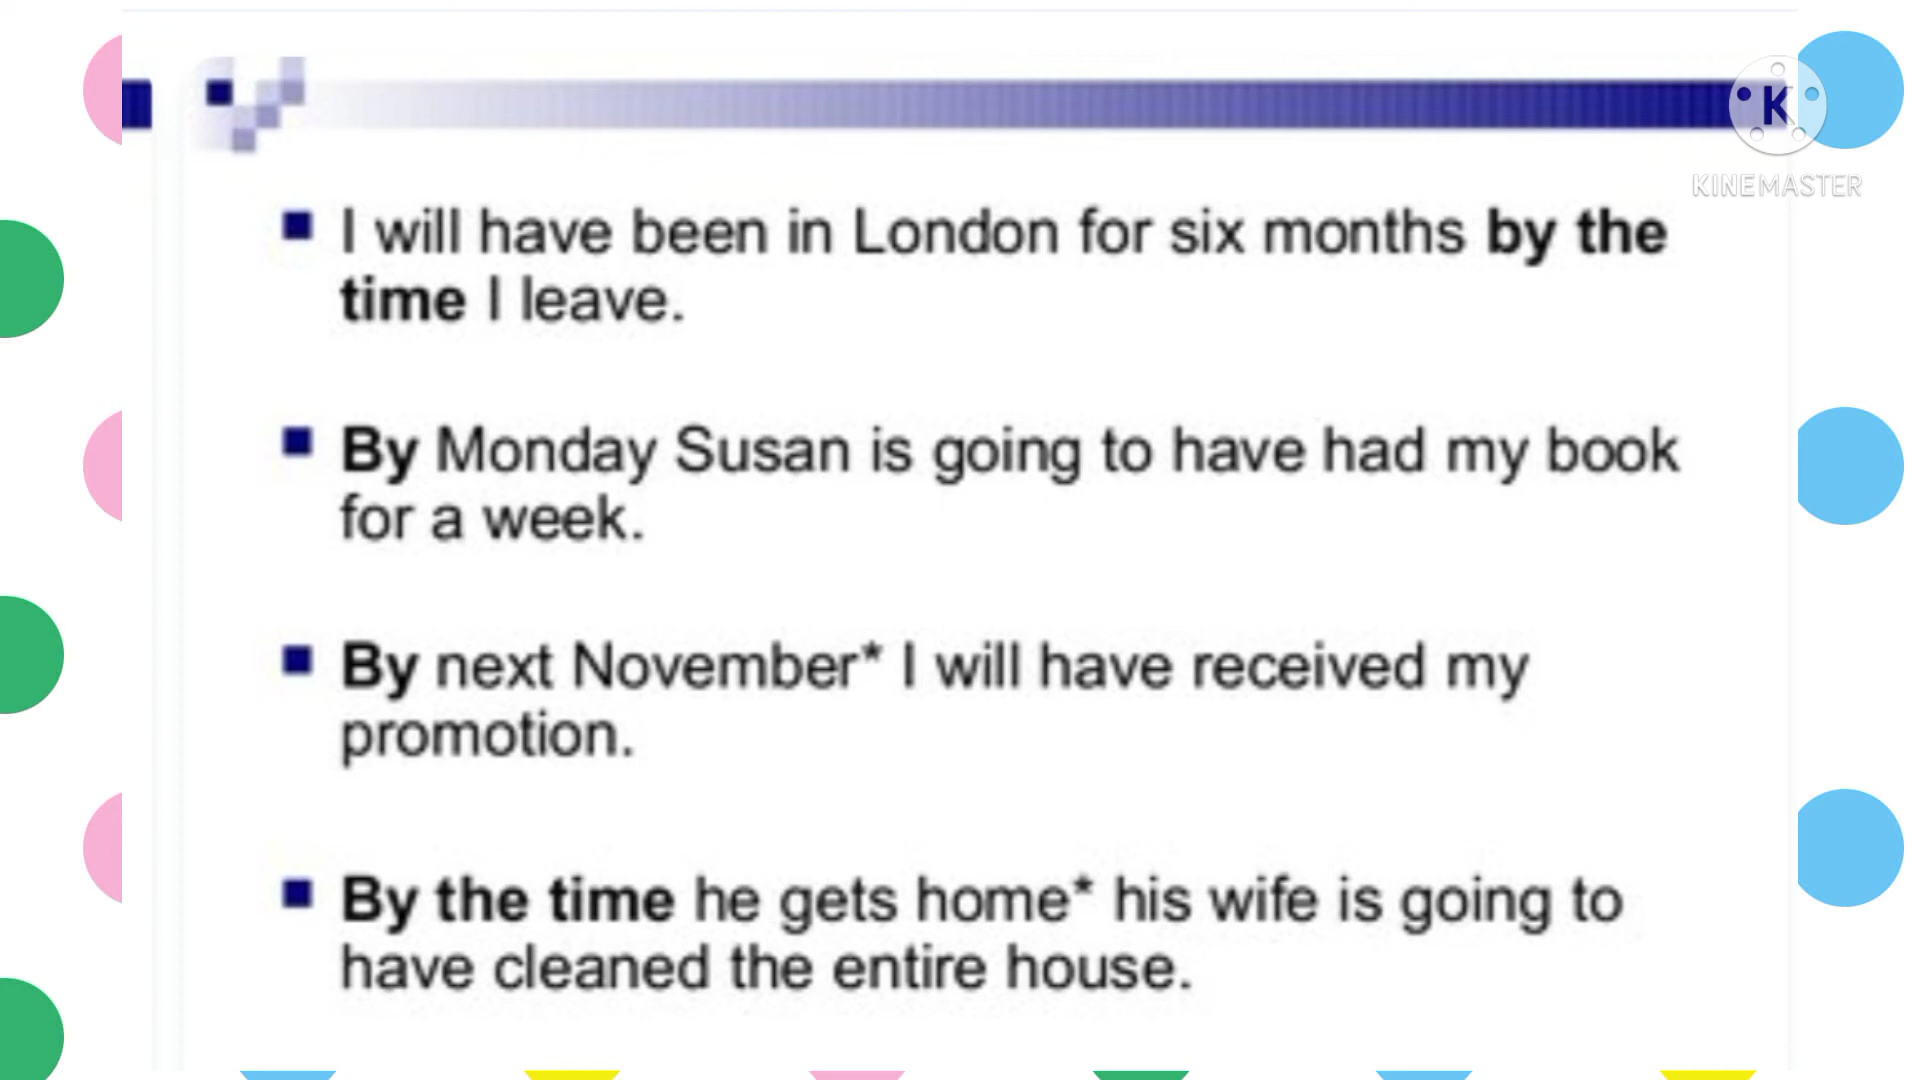 K
KINEMASTER
I will have been in London for six months by the
time I leave.
By Monday Susan is going to have had my book
for a week.
By next November* I will have received my
promotion.
By the time he gets home* his wife is going to
have cleaned the entire house.